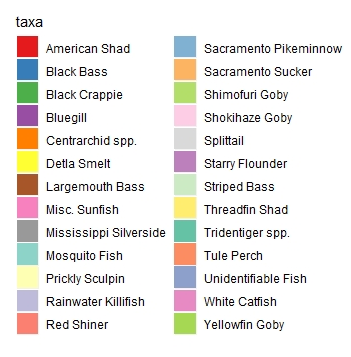 taxa
American Shad
Black Bass
Black Crappie
Bluegill
Centrarchid spp.
Detla Smelt
Largemouth Bass
Misc. Sunfish
Mississippi Silverside
Mosquito Fish
Prickly Sculpin
Rainwater Killifish
Red Shiner
Sacramento Pikeminnow
Sacramento Sucker
Shimofuri Goby
Shokihaze Goby
Splittail
Starry Flounder
Striped Bass
Threadfin Shad
Tridentiger spp.
Tule Perch
Unidentifiable Fish
White Catfish
Yellowfin Goby